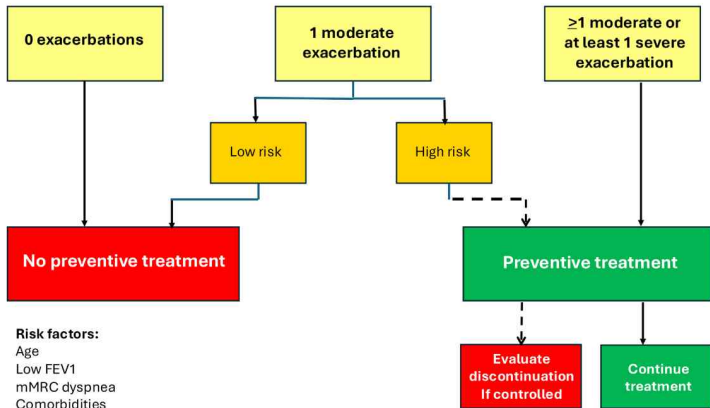 0 exacerbations
1 moderate
exacerbation
≥1 moderate or
at least 1 severe
exacerbation
Low risk
High risk
No preventive treatment
Preventive treatment
Risk factors:
Age
Low FEV1
mMRC dyspnea
Comorbidities
Evaluate
discontinuation
If controlled
Continue
treatment